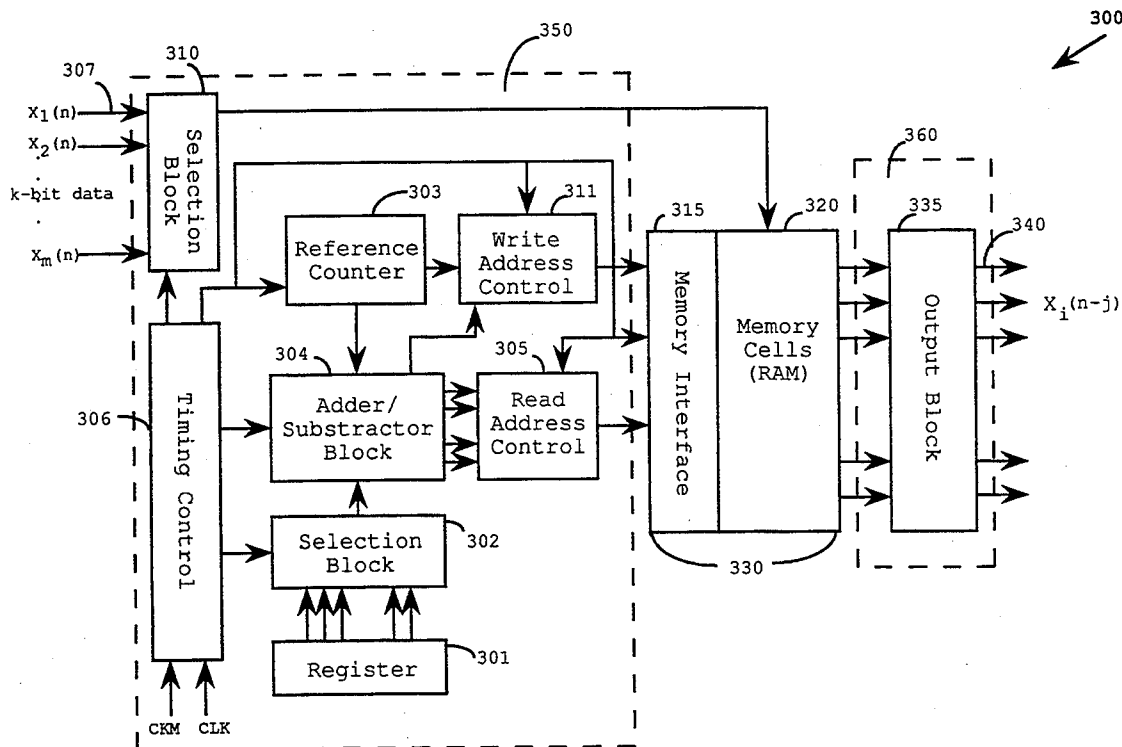 300
350
310
307
X1(n)
X2(n)
.
.
k-bit data
.
.
Xm(n)
Selection
Block
303
Reference
Counter
311
Write
Address
Control
360
315
320
335
340
Xi(n-j)
Memory Interface
Memory
Cells
(RAM)
Output Block
304
Adder/
Substractor
Block
305
Read
Address
Control
306
Timing Control
302
Selection
Block
330
301
Register
CKM
CLK